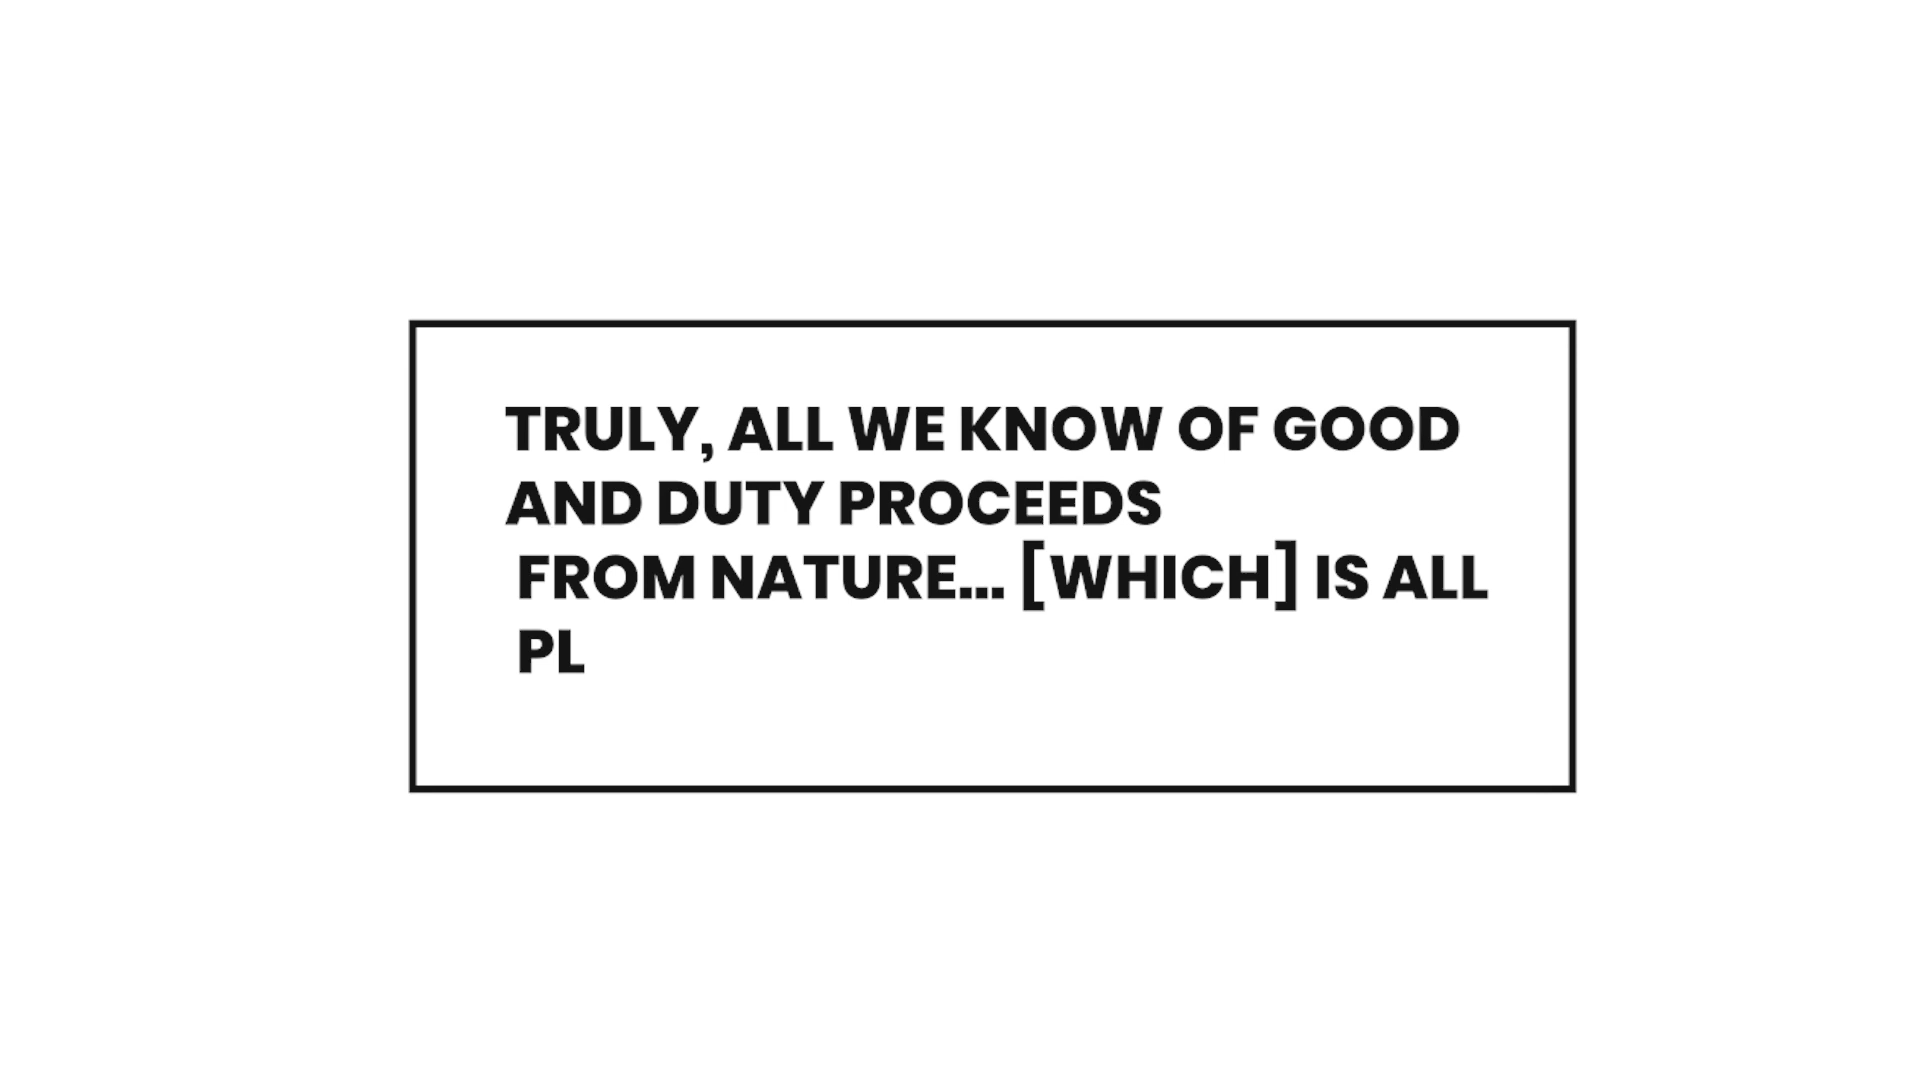 TRULY, ALL WE KNOW OF GOOD
AND DUTY PROCEEDS
FROM NATURE... [WHICH] IS ALL
PL